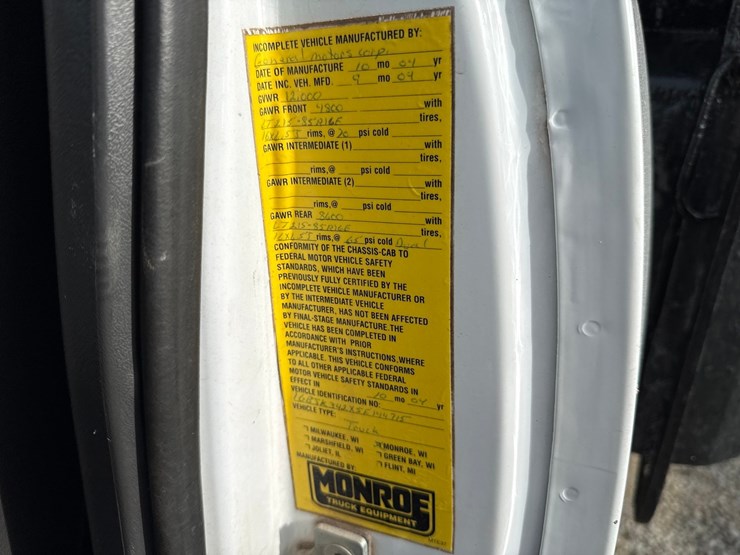 INCOMPLETE VEHICLE MANUFACTURED BY:
General Motors Corp.
DATE OF MANUFACTURE 10 mo 04 yr
DATE INC. VEH. MFD. 9 mo 04 yr
GVWR 12,000
GAWR FRONT 4800 with
LT215-85R16E tires,
rims, @ psi cold
GAWR INTERMEDIATE (1) with
tires,
rims, @ psi cold
GAWR INTERMEDIATE (2) with
tires,
rims, @ psi cold
GAWR REAR 8600 with
LT215-85R16E tires,
rims, @ 65 psi cold Dual
CONFORMITY OF THE CHASSIS-CAB TO
FEDERAL MOTOR VEHICLE SAFETY
STANDARDS, WHICH HAVE BEEN
PREVIOUSLY FULLY CERTIFIED BY THE
INCOMPLETE VEHICLE MANUFACTURER OR
BY THE INTERMEDIATE VEHICLE
MANUFACTURER, HAS NOT BEEN AFFECTED
BY FINAL-STAGE MANUFACTURE. THE
VEHICLE HAS BEEN COMPLETED IN
ACCORDANCE WITH PRIOR
MANUFACTURER'S INSTRUCTIONS, WHERE
APPLICABLE. THIS VEHICLE CONFORMS
TO ALL OTHER APPLICABLE FEDERAL
MOTOR VEHICLE SAFETY STANDARDS IN
EFFECT IN 10 mo 04 yr
VEHICLE IDENTIFICATION NO:
VEHICLE TYPE: Truck
MILWAUKEE, WI MONROE, WI
MARSHFIELD, WI GREEN BAY, WI
JOLIET, IL FLINT, MI
MANUFACTURED BY:
MONROE
TRUCK EQUIPMENT